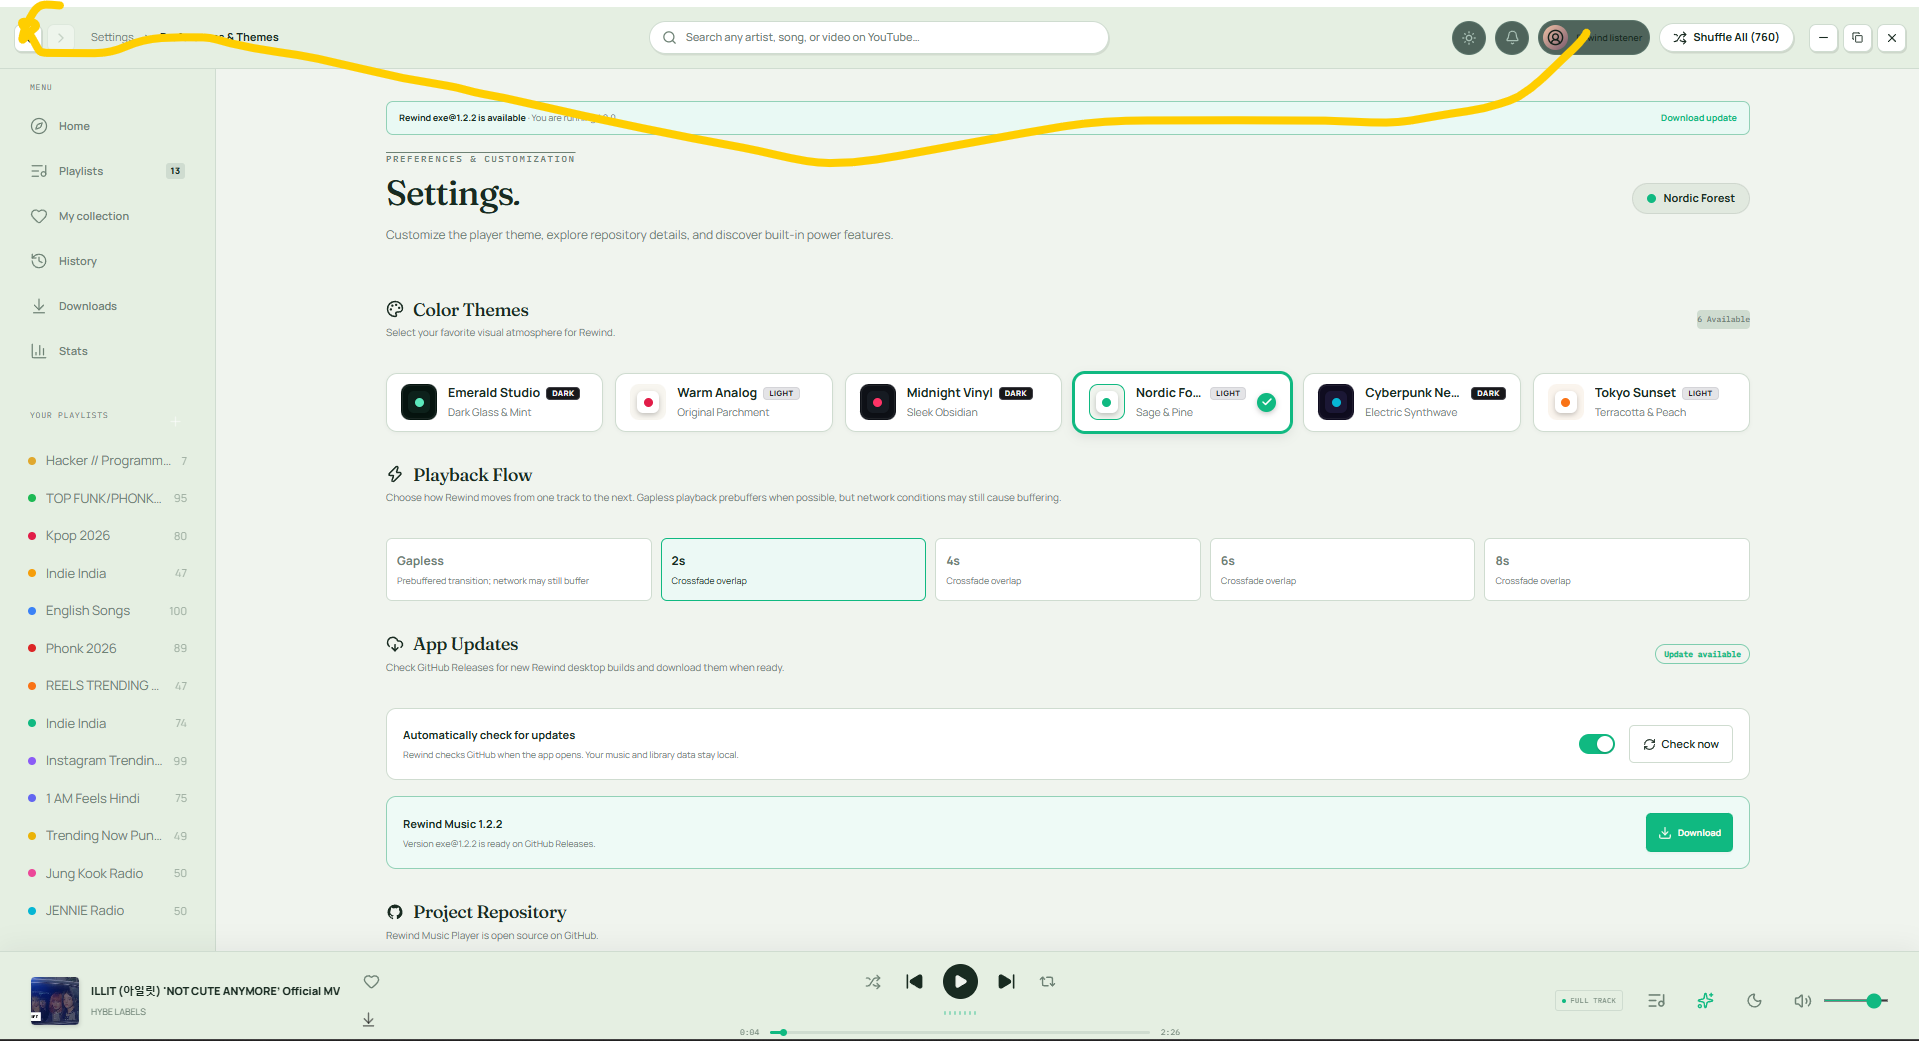 Settings
& Themes
Search any artist, song, or video on YouTube...
listener
Shuffle All (760)
MENU
Home
Playlists
13
My collection
History
Downloads
Stats
YOUR PLAYLISTS
Hacker // Programm... 7
TOP FUNK/PHONK... 95
Kpop 2026 80
Indie India 47
English Songs 100
Phonk 2026 89
REELS TRENDING ... 47
Indie India 74
Instagram Trendin... 99
1 AM Feels Hindi 75
Trending Now Pun... 49
Jung Kook Radio 50
JENNIE Radio 50
Rewind exe@1.2.2 is available · You are
Download update
PREFERENCES & CUSTOMIZATION
Settings.
Nordic Forest
Customize the player theme, explore repository details, and discover built-in power features.
Color Themes
Select your favorite visual atmosphere for Rewind.
6 Available
Emerald Studio DARK
Dark Glass & Mint
Warm Analog LIGHT
Original Parchment
Midnight Vinyl DARK
Sleek Obsidian
Nordic Fo... LIGHT
Sage & Pine
Cyberpunk Ne... DARK
Electric Synthwave
Tokyo Sunset LIGHT
Terracotta & Peach
Playback Flow
Choose how Rewind moves from one track to the next. Gapless playback prebuffers when possible, but network conditions may still cause buffering.
Gapless
Prebuffered transition; network may still buffer
2s
Crossfade overlap
4s
Crossfade overlap
6s
Crossfade overlap
8s
Crossfade overlap
App Updates
Check GitHub Releases for new Rewind desktop builds and download them when ready.
Update available
Automatically check for updates
Rewind checks GitHub when the app opens. Your music and library data stay local.
Check now
Rewind Music 1.2.2
Version exe@1.2.2 is ready on GitHub Releases.
Download
Project Repository
Rewind Music Player is open source on GitHub.
ILLIT (아일릿) 'NOT CUTE ANYMORE' Official MV
HYBE LABELS
0:04
2:26
FULL TRACK